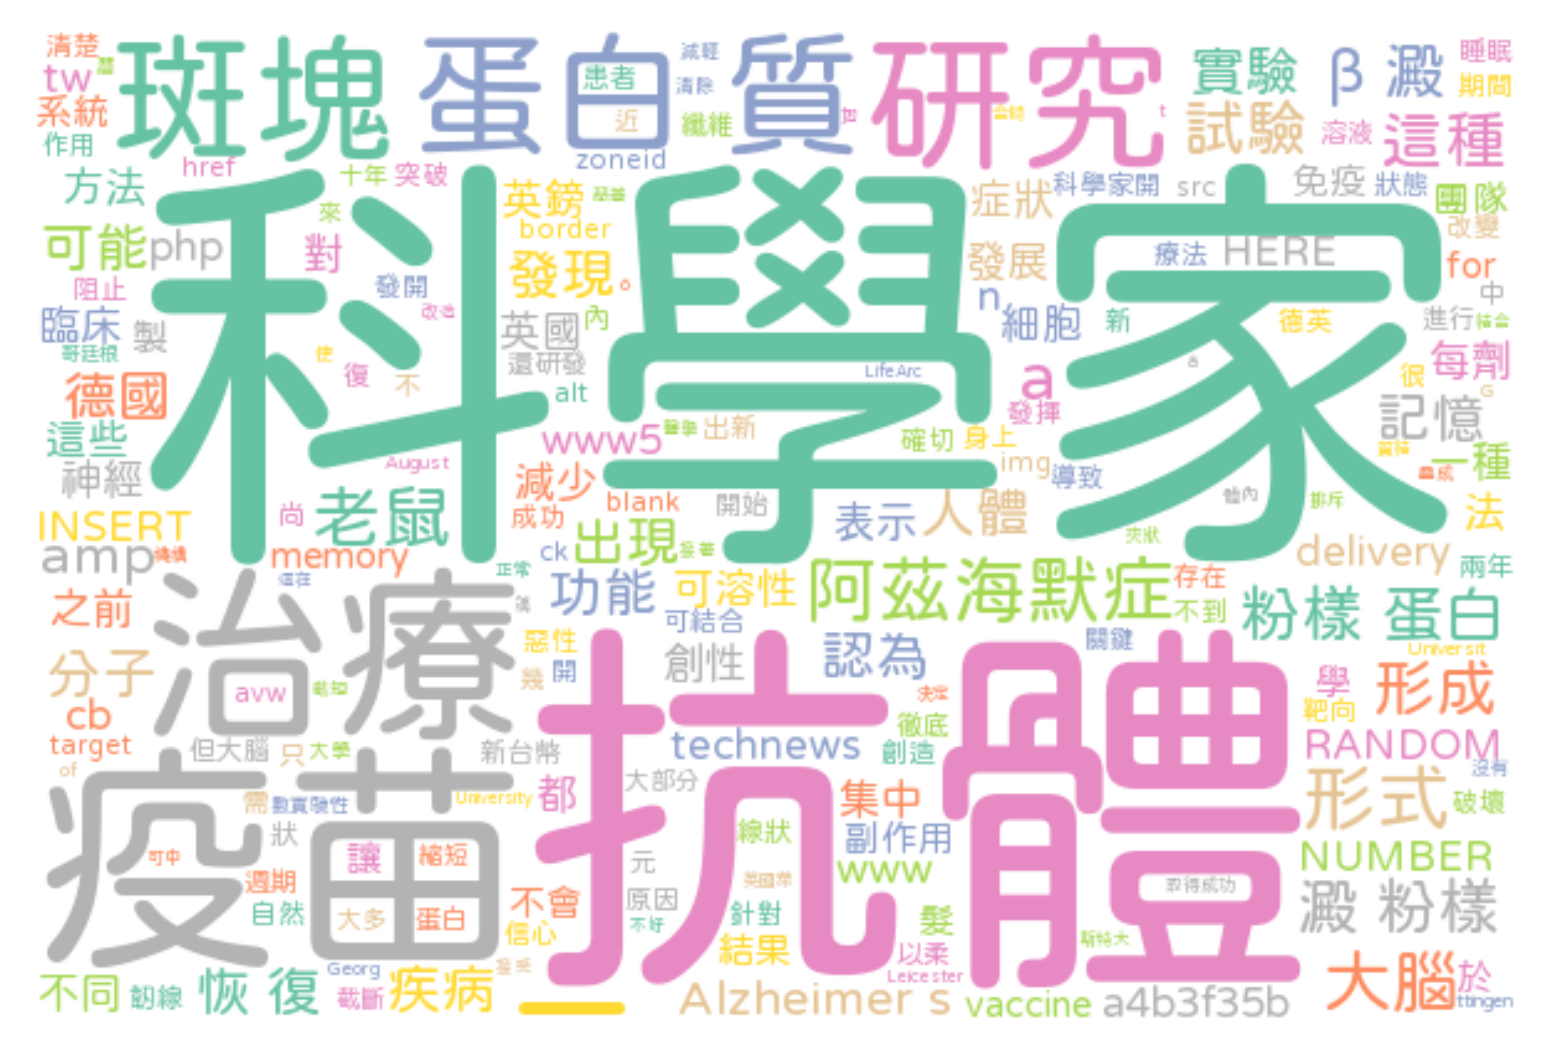 清楚
tw
系統
作用
斑塊
蛋白質
患者
近
減輕
清除
纖維
zoneid
研究
實驗
β 澱
睡眠
期間
試驗
溶液
這種
href
十年
突破
方法
可能
php
阻止
臨床
製
哥廷根
德國
這些
神經
INSERT
amp
科學家
來
對
發開
改造
使
復
不
August
尚
老鼠
memory
英鎊
border
發現
。
英國
內
還研發
alt
www5
出新
減少
blank
成功
開始
ck
出現
正常
症狀
科學家開
src
免疫
狀態
團隊
改變
發展
療法
HERE
for
中
n
細胞
新
德英
進行
結合
LifeArc
a
發揮
每劑
很
G
記憶
確切
身上
img
導致
一種
體內
排斥
法
表示
人體
delivery
兩年
功能
可溶性
阿茲海默症
存在
不到
粉樣 蛋白
之前
治療
分子
avw
cb
target
of
但大腦
只
大學
惡性
幾
開
可結合
創性
認為
關鍵
決定
徹底
創造
technews
新台幣
University
都
大部分
集中
副作用
www
Universit
學
形成
靶向
RANDOM
沒有
形式
破壞
NUMBER
澱 粉樣
抗體
取得成功
疫苗
可中
需
數實驗性
狀
週期
自然
讓
縮短
大多
蛋白
不會
信心
元
原因
不好
線狀
針對
結果
髮
以柔
Leicester
斯特大
不同
韌線
恢 復
Georg
截斷
疾病
Alzheimer s
vaccine
a4b3f35b
大腦
於
ttingen